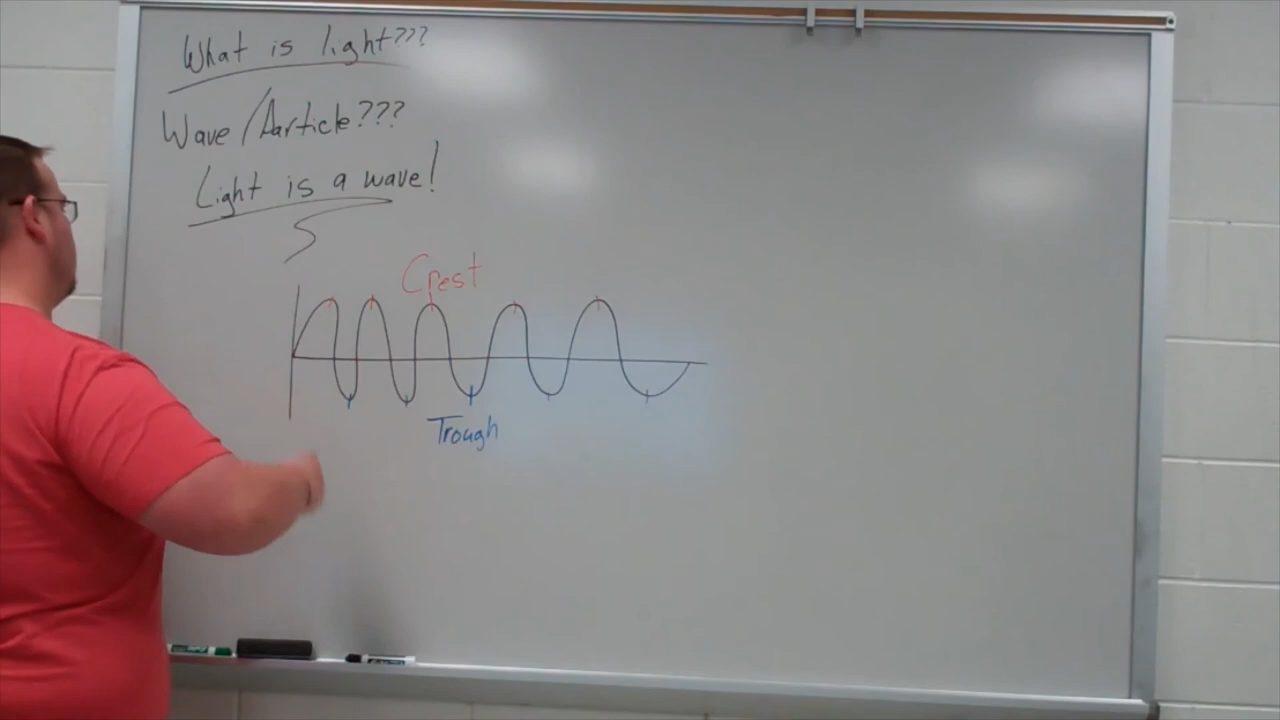 What is light???
Wave/Particle???
Light is a wave!
Crest
Trough